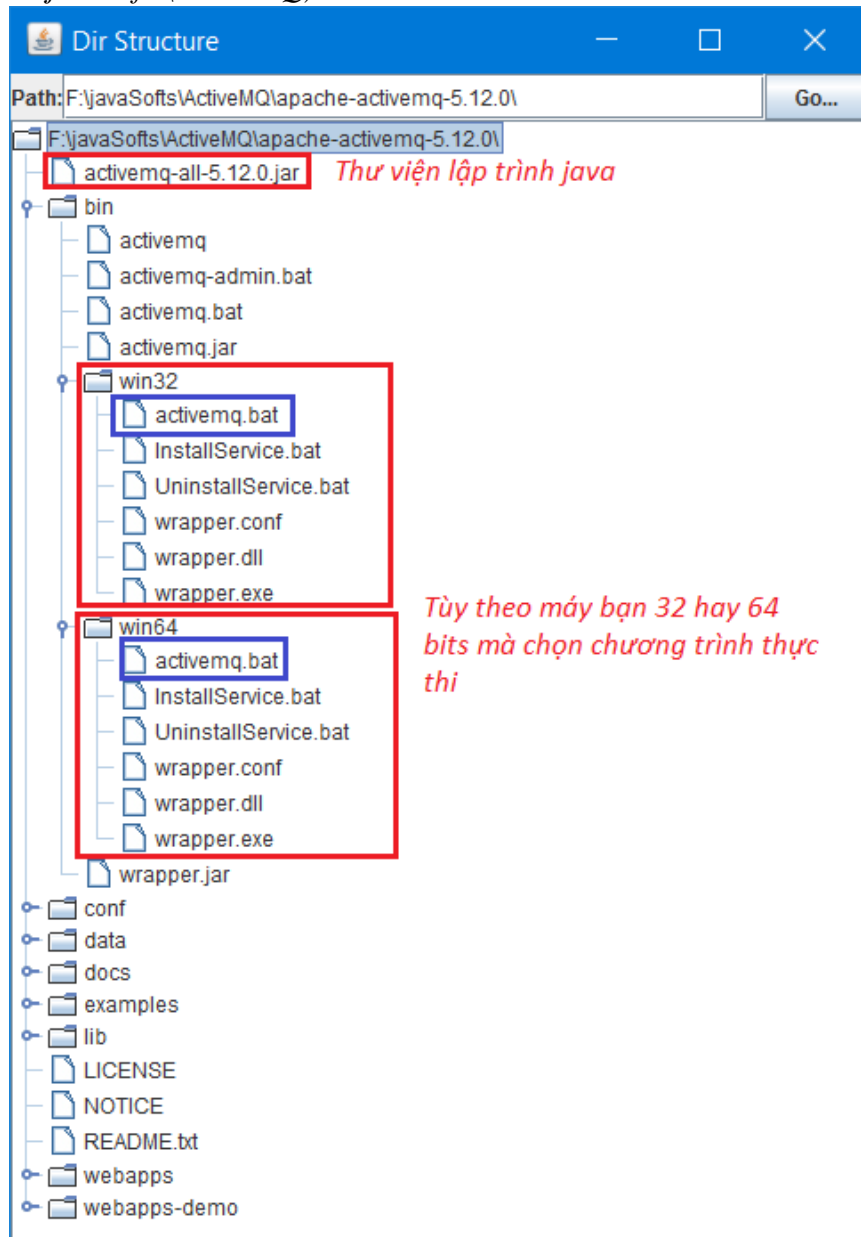 Dir Structure
Path: F:\javaSofts\ActiveMQ\apache-activemq-5.12.0\ Go...
F:\javaSofts\ActiveMQ\apache-activemq-5.12.0\
activemq-all-5.12.0.jar Thư viện lập trình java
bin
activemq
activemq-admin.bat
activemq.bat
activemq.jar
win32
activemq.bat
InstallService.bat
UninstallService.bat
wrapper.conf
wrapper.dll
wrapper.exe
Tùy theo máy bạn 32 hay 64
bits mà chọn chương trình thực
thi
win64
activemq.bat
InstallService.bat
UninstallService.bat
wrapper.conf
wrapper.dll
wrapper.exe
wrapper.jar
conf
data
docs
examples
lib
LICENSE
NOTICE
README.txt
webapps
webapps-demo